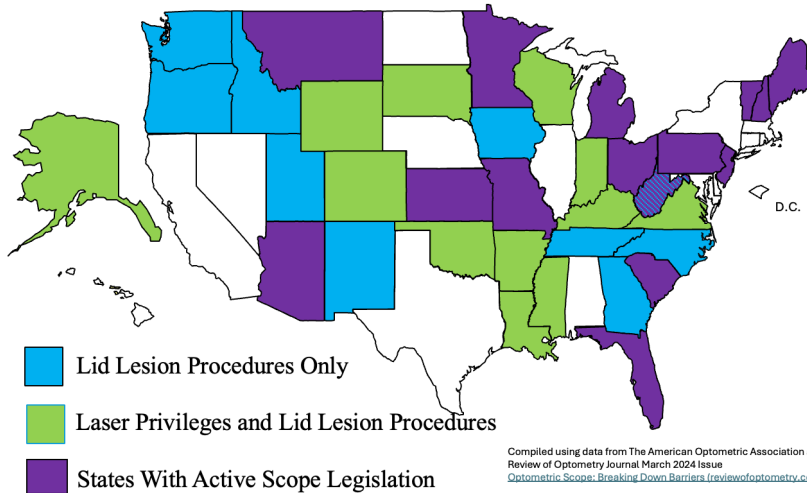 D.C.
Lid Lesion Procedures Only
Laser Privileges and Lid Lesion Procedures
States With Active Scope Legislation
Compiled using data from The American Optometric Association
Review of Optometry Journal March 2024 Issue
Optometric Scope: Breaking Down Barriers (reviewofoptometry.c